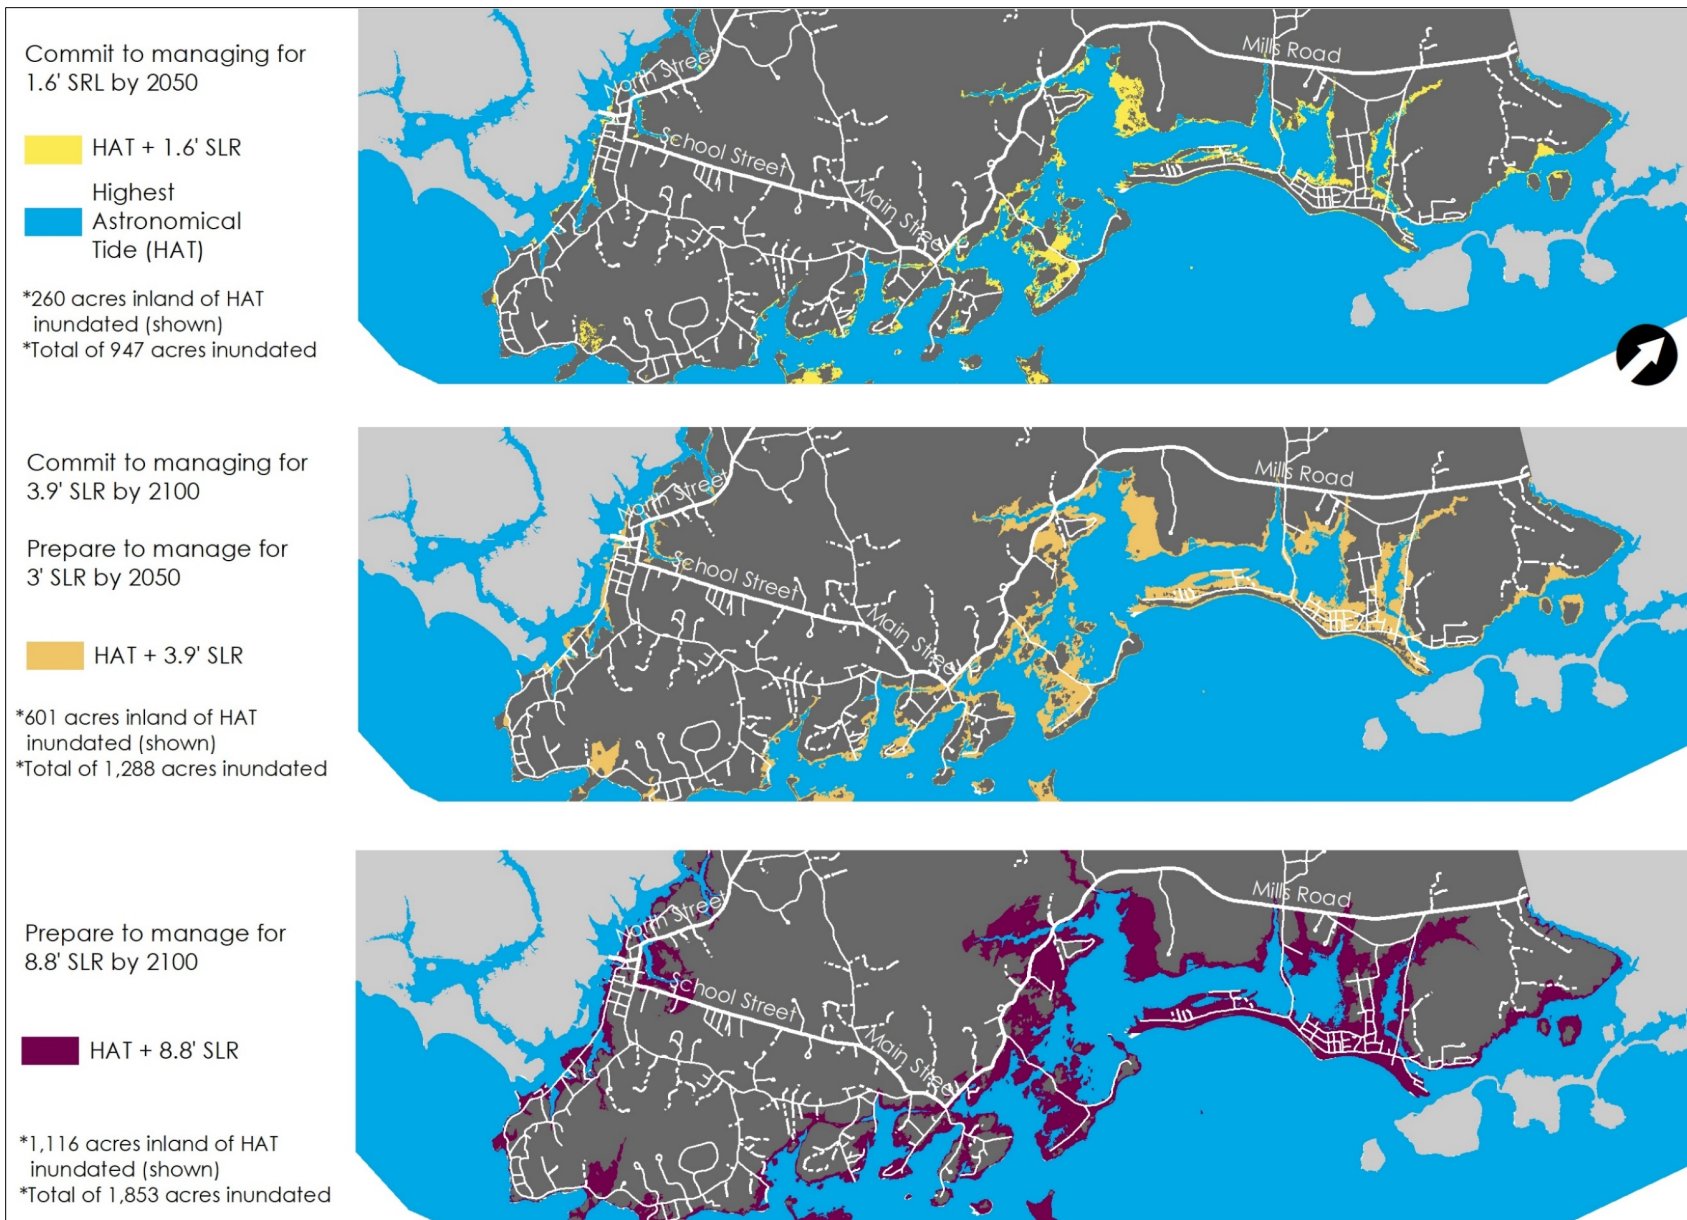 Commit to managing for
1.6' SRL by 2050
HAT + 1.6' SLR
Highest
Astronomical
Tide (HAT)
*260 acres inland of HAT
inundated (shown)
*Total of 947 acres inundated
North Street
School Street
Main Street
Mills Road
Commit to managing for
3.9' SLR by 2100
Prepare to manage for
3' SLR by 2050
HAT + 3.9' SLR
*601 acres inland of HAT
inundated (shown)
*Total of 1,288 acres inundated
North Street
School Street
Main Street
Mills Road
Prepare to manage for
8.8' SLR by 2100
HAT + 8.8' SLR
*1,116 acres inland of HAT
inundated (shown)
*Total of 1,853 acres inundated
North Street
School Street
Main Street
Mills Road